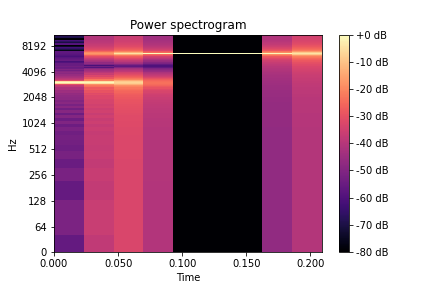 Power spectrogram
8192
4096
2048
1024
512
256
128
64
0
Hz
0.000 0.050 0.100 0.150 0.200
Time
+0 dB
-10 dB
-20 dB
-30 dB
-40 dB
-50 dB
-60 dB
-70 dB
-80 dB